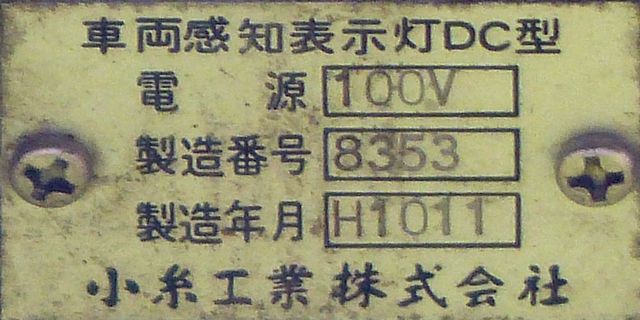 車両感知表示灯DC型
電源 100V
製造番号 8353
製造年月 H1011
小糸工業株式会社